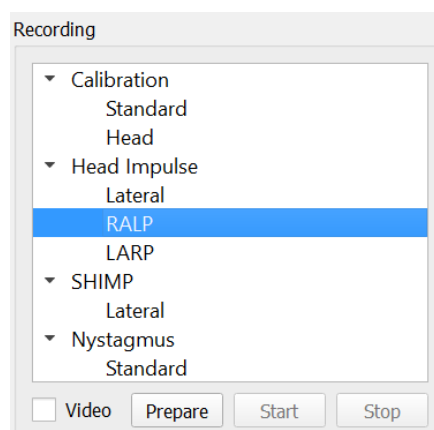 Recording
Calibration
Standard
Head
Head Impulse
Lateral
RALP
LARP
SHIMP
Lateral
Nystagmus
Standard
Video Prepare Start Stop